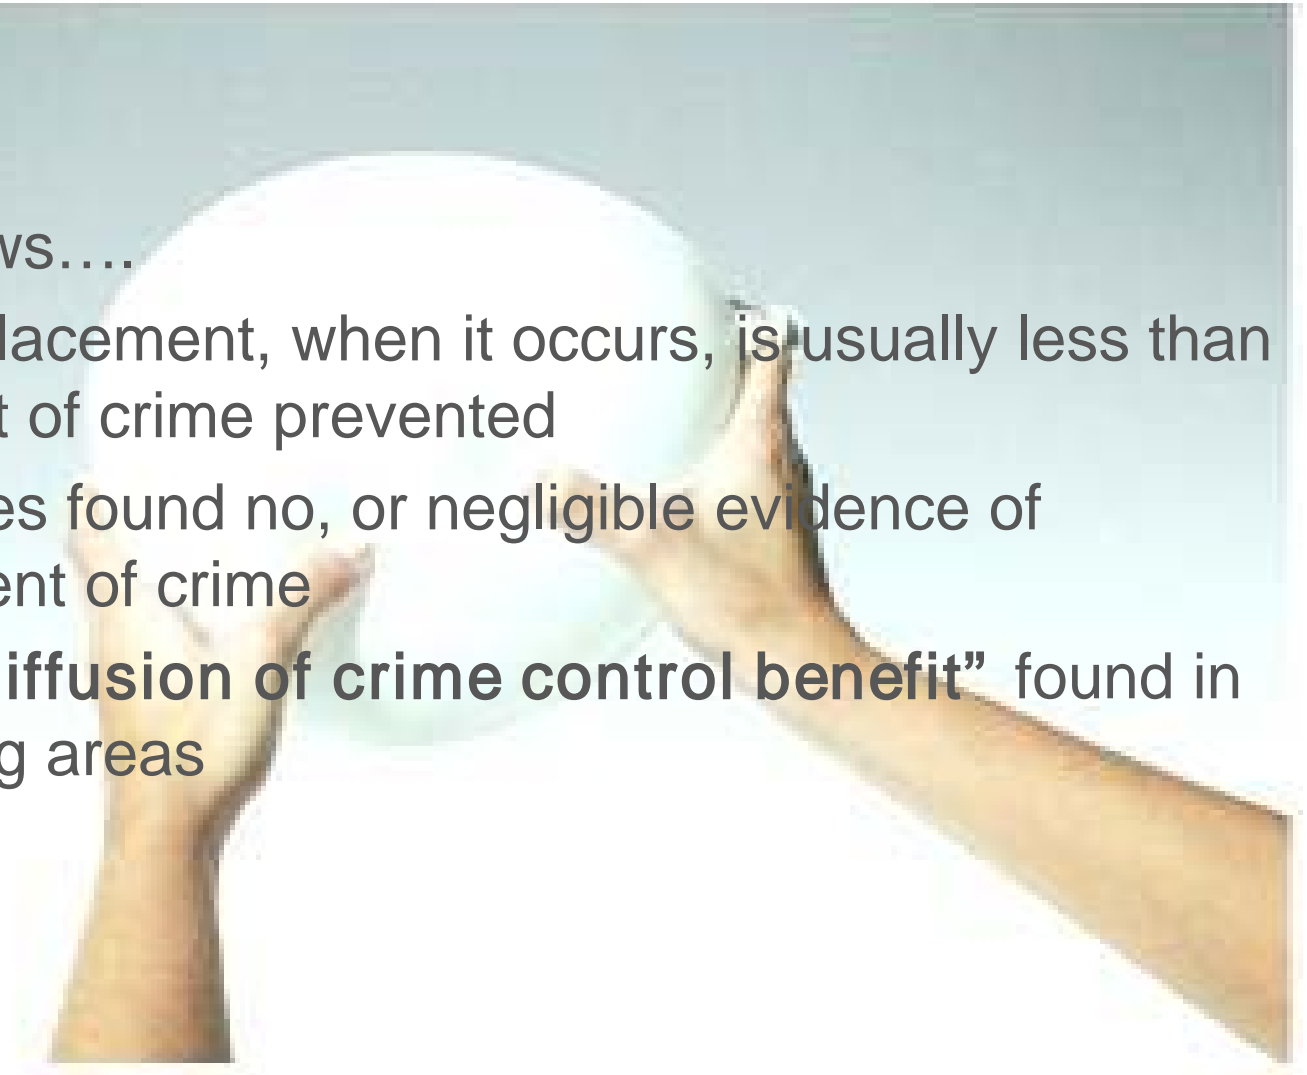 ws….
lacement, when it occurs, is usually less than
t of crime prevented
es found no, or negligible evidence of
ent of crime
iffusion of crime control benefit” found in
g areas